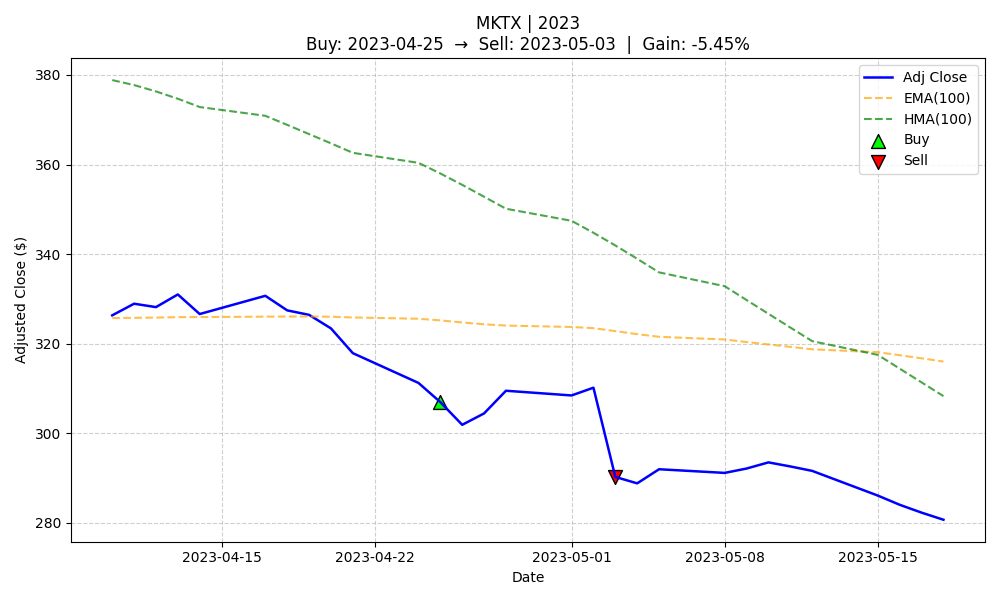 MKTX | 2023
Buy: 2023-04-25 → Sell: 2023-05-03 | Gain: -5.45%
Adj Close
EMA(100)
HMA(100)
Buy
Sell
Adjusted Close ($)
380
360
340
320
300
280
2023-04-15
2023-04-22
2023-05-01
2023-05-08
2023-05-15
Date